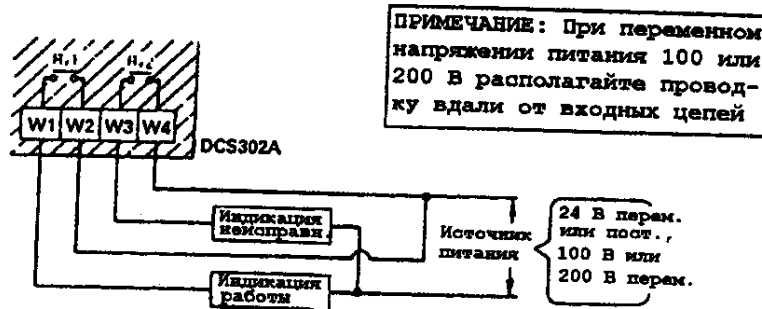 ПРИМЕЧАНИЕ: При переменном
напряжении питания 100 или
200 В располагайте провод-
ку вдали от входных цепей
W1 W2 W3 W4
DCS302A
Индикация
неисправн.
Источник
питания
24 В перем.
или пост.,
100 В или
200 В перем.
Индикация
работы